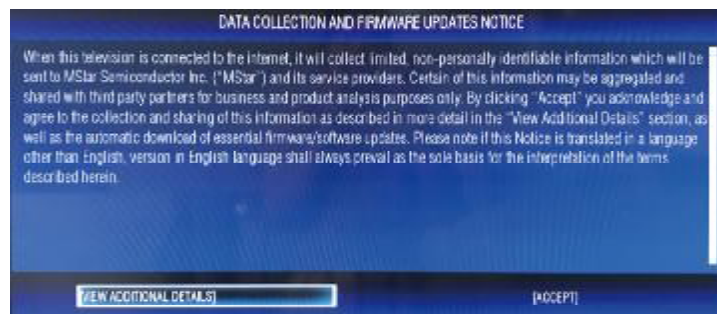 DATA COLLECTION AND FIRMWARE UPDATES NOTICE
When this television is connected to the internet, it will collect limited, non-personally identifiable information which will be
sent to MStar Semiconductor Inc. ("MStar") and its service providers. Certain of this information may be aggregated and
shared with third party partners for business and product analysis purposes only. By clicking "Accept" you acknowledge and
agree to the collection and sharing of this information as described in more detail in the "View Additional Details" section, as
well as the automatic download of essential firmware/software updates. Please note if this Notice is translated in a language
other than English, version in English language shall always prevail as the sole basis for the interpretation of the terms
described herein.
[VIEW ADDITIONAL DETAILS]
[ACCEPT]